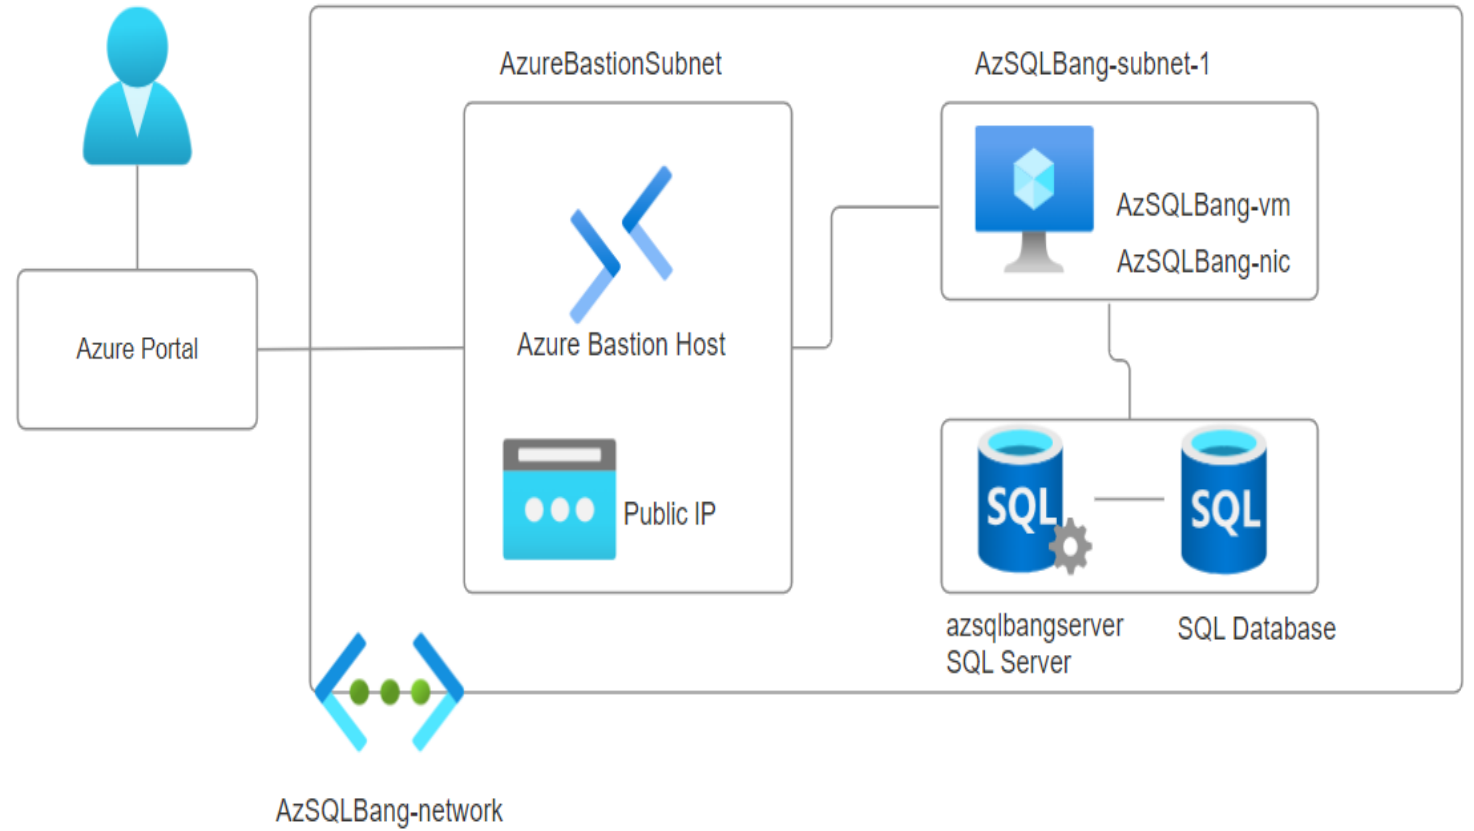 AzureBastionSubnet
AzSQLBang-subnet-1
AzSQLBang-vm
AzSQLBang-nic
Azure Portal
Azure Bastion Host
Public IP
SQL
SQL
azsqlbangserver
SQL Server
SQL Database
AzSQLBang-network